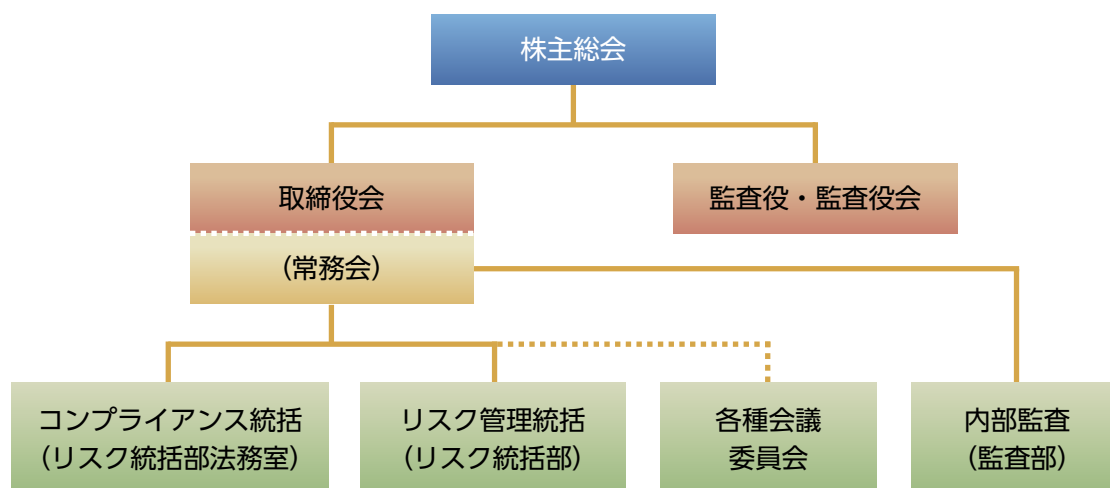 株主総会
取締役会
監査役・監査役会
（常務会）
コンプライアンス統括
（リスク統括部法務室）
リスク管理統括
（リスク統括部）
各種会議
委員会
内部監査
（監査部）